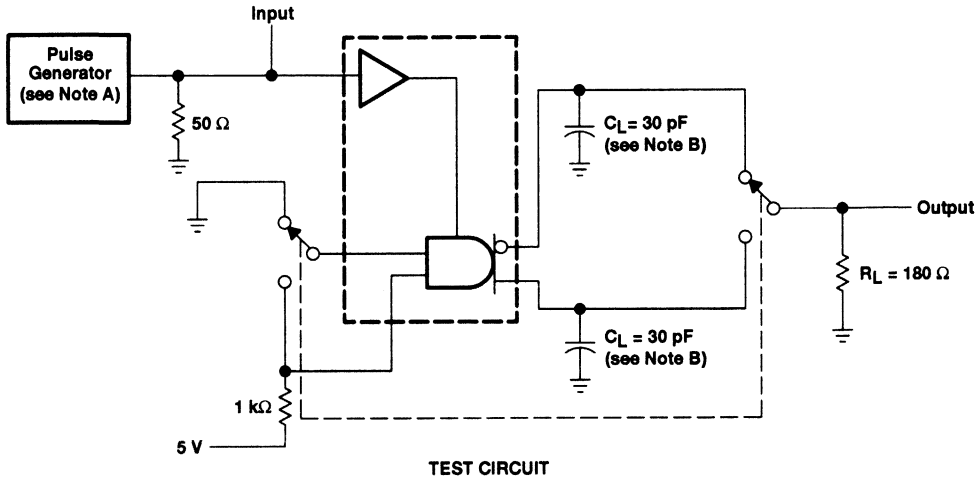 Input
Pulse
Generator
(see Note A)
50 Ω
CL = 30 pF
(see Note B)
Output
RL = 180 Ω
CL = 30 pF
(see Note B)
1 kΩ
5 V
TEST CIRCUIT